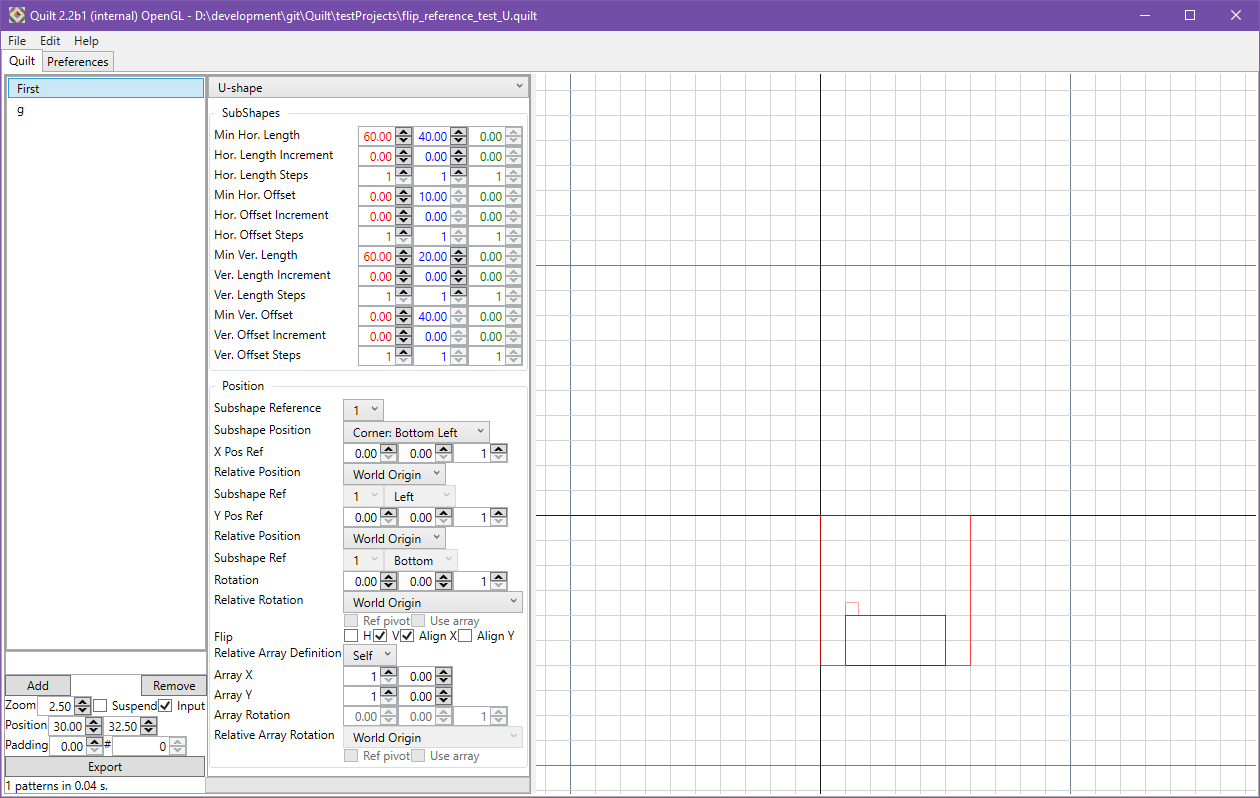 Quilt 2.2b1 (internal) OpenGL - D:\development\git\Quilt\testProjects\flip_reference_test_U.quilt
File Edit Help
Quilt Preferences
First
g
U-shape
SubShapes
Min Hor. Length 60.00 40.00 0.00
Hor. Length Increment 0.00 0.00 0.00
Hor. Length Steps 1 1 1
Min Hor. Offset 0.00 10.00 0.00
Hor. Offset Increment 0.00 0.00 0.00
Hor. Offset Steps 1 1 1
Min Ver. Length 60.00 20.00 0.00
Ver. Length Increment 0.00 0.00 0.00
Ver. Length Steps 1 1 1
Min Ver. Offset 0.00 40.00 0.00
Ver. Offset Increment 0.00 0.00 0.00
Ver. Offset Steps 1 1 1
Position
Subshape Reference 1
Subshape Position Corner: Bottom Left
X Pos Ref 0.00 0.00 1
Relative Position World Origin
Subshape Ref 1 Left
Y Pos Ref 0.00 0.00 1
Relative Position World Origin
Subshape Ref 1 Bottom
Rotation 0.00 0.00 1
Relative Rotation World Origin
Ref pivot Use array
Flip H V Align X Align Y
Relative Array Definition Self
Array X 1 0.00
Array Y 1 0.00
Array Rotation 0.00 0.00 1
Relative Array Rotation World Origin
Ref pivot Use array
Add Remove
Zoom 2.50 Suspend Input
Position 30.00 32.50
Padding 0.00 # 0
Export
1 patterns in 0.04 s.